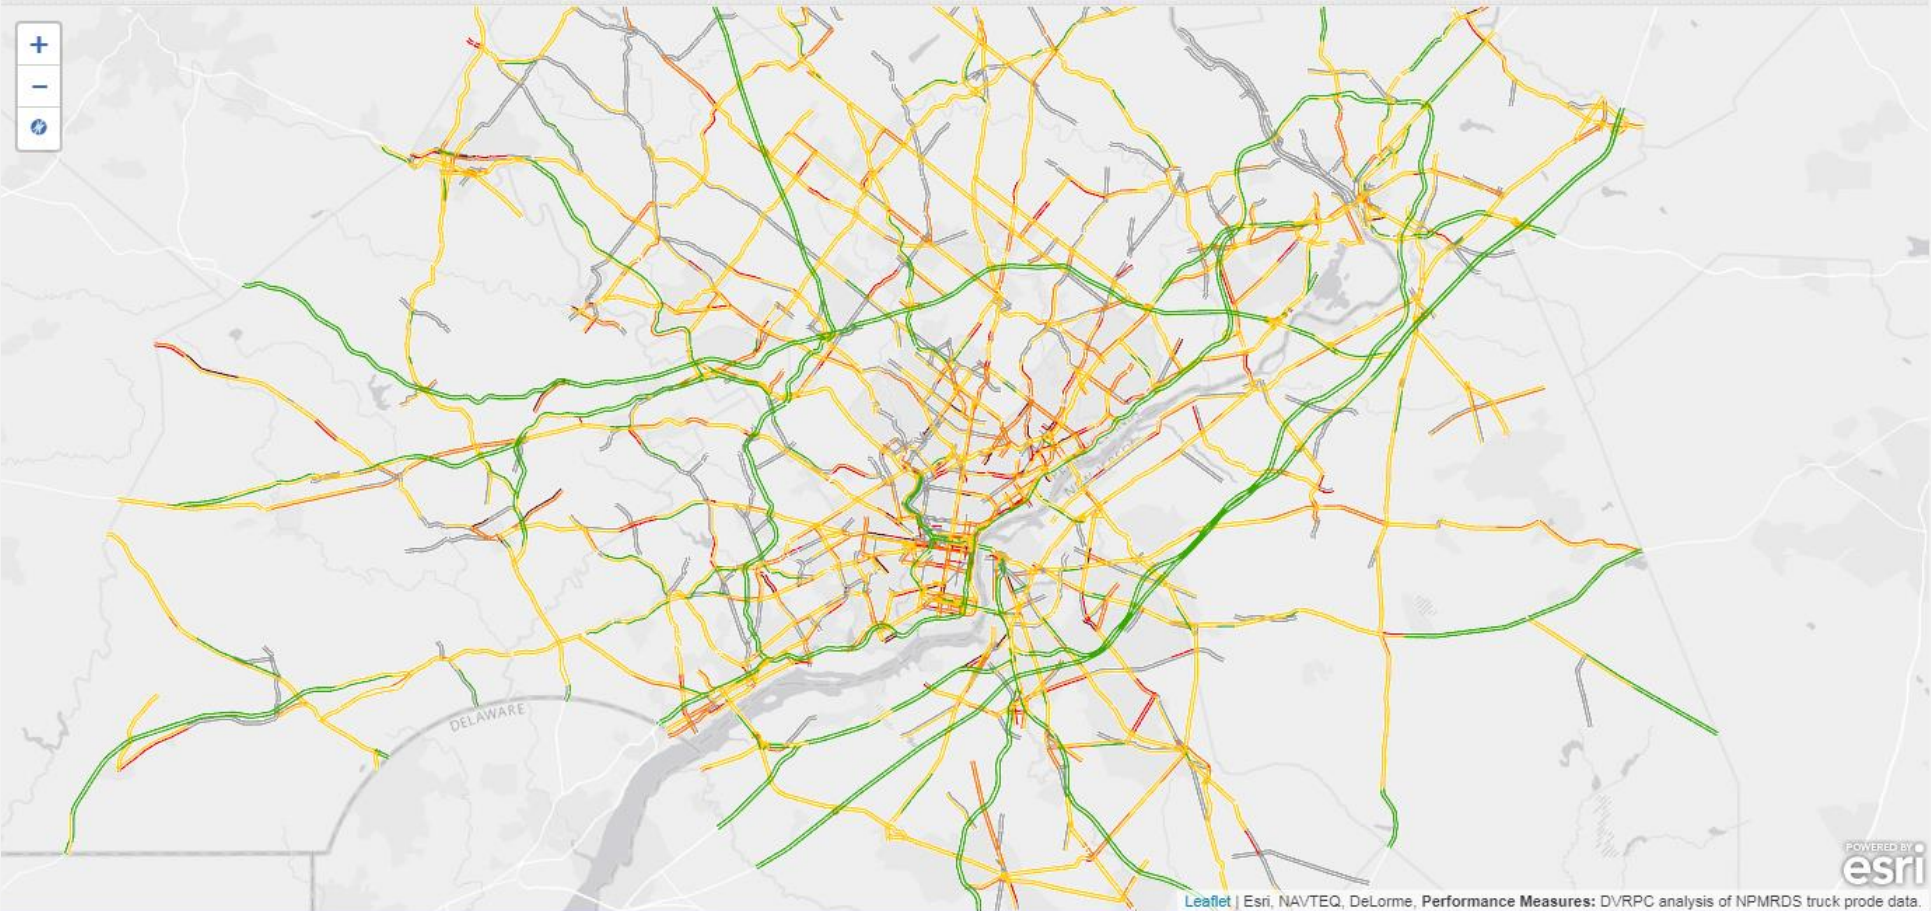 +
−
DELAWARE
POWERED BY
esri
Leaflet | Esri, NAVTEQ, DeLorme, Performance Measures: DVRPC analysis of NPMRDS truck prode data.